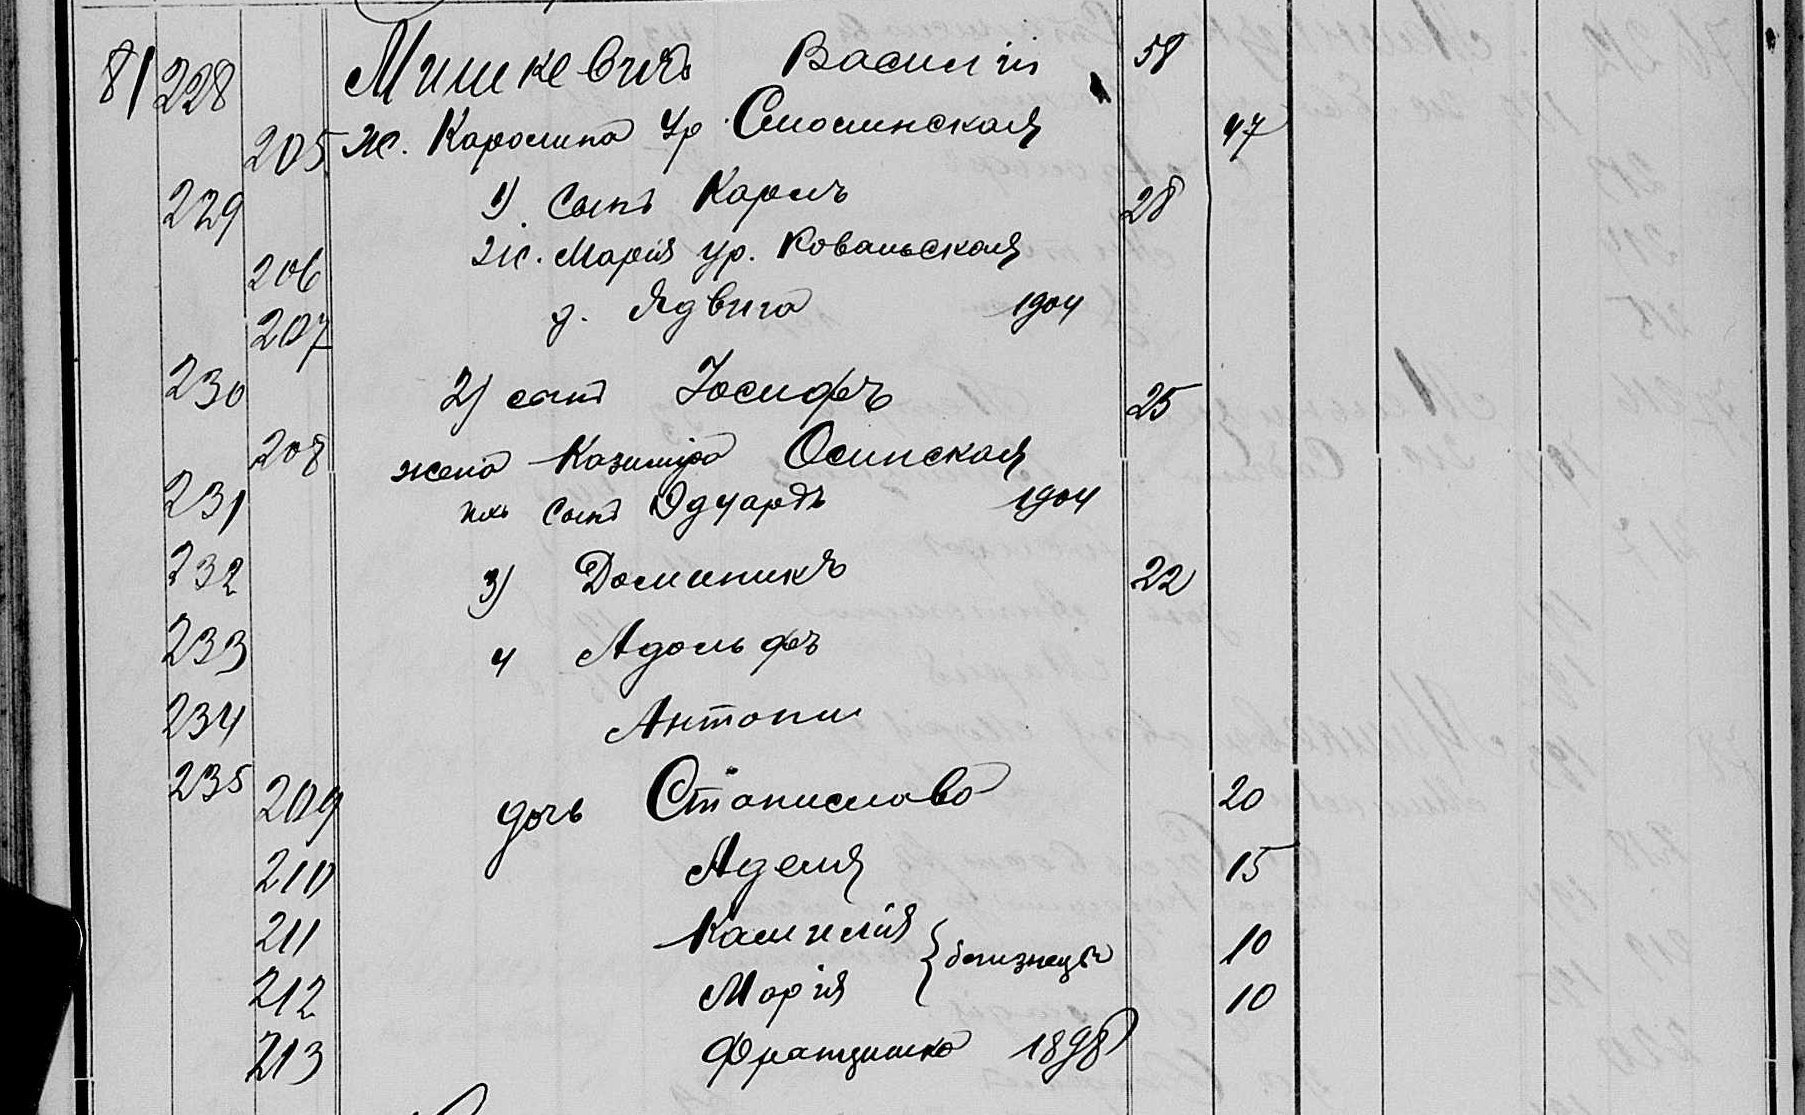 81 228 Мишкевичъ Василій 58
205 ж. Каролина ур. Смолинская 47
229 1) Сынъ Кароль 28
206 ж. Марія ур. Ковальская
207 д. Ядвига 1904
230 2) сынъ Іосифъ 25
208 жена Казимира Осинская
231 ихъ сынъ Эдуардъ 1904
232 3) Доминикъ 22
233 4 Адольфъ
234 Антони
235 209 дочь Станислава 20
210 Аделя 15
211 Камилія 10
близнецы
212 Марія 10
213 Францишка 1898